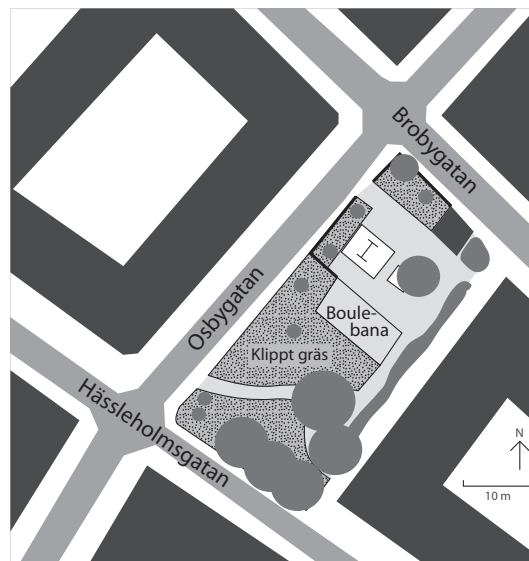 Brobygatan
Osbygatan
Boule-
bana
Klippt gräs
Hässleholmsgatan
N
10 m